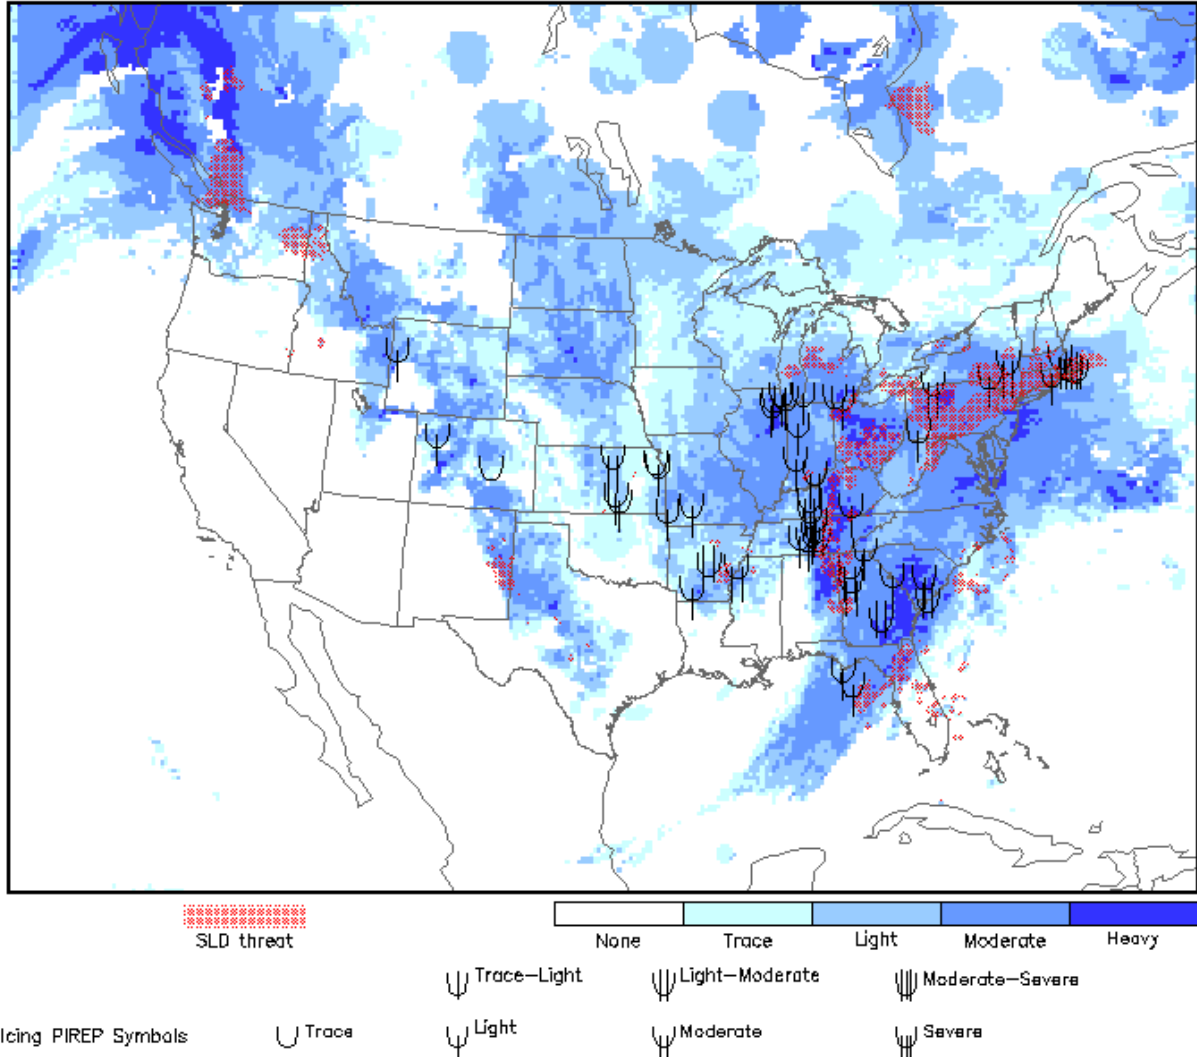 SLD threat
None Trace Light Moderate Heavy
Trace-Light Light-Moderate Moderate-Severe
Icing PIREP Symbols Trace Light Moderate Severe